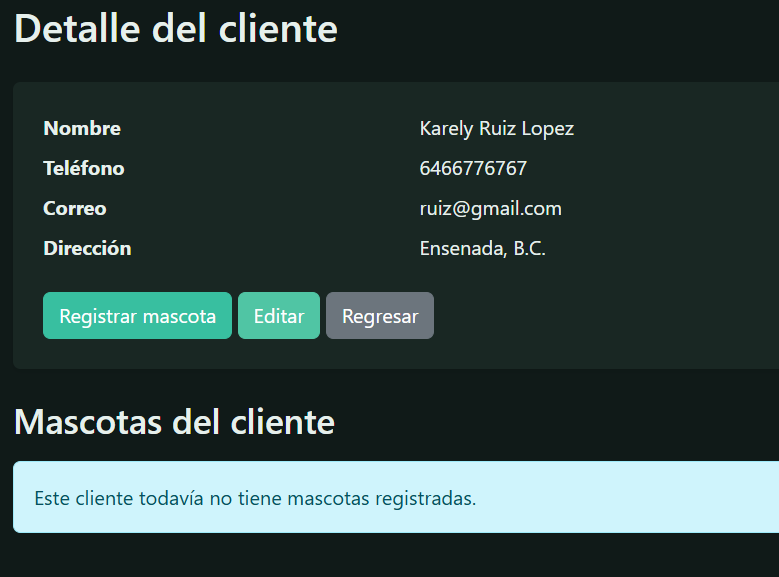 Detalle del cliente
Nombre Karely Ruiz Lopez
Teléfono 6466776767
Correo ruiz@gmail.com
Dirección Ensenada, B.C.
Registrar mascota Editar Regresar
Mascotas del cliente
Este cliente todavía no tiene mascotas registradas.